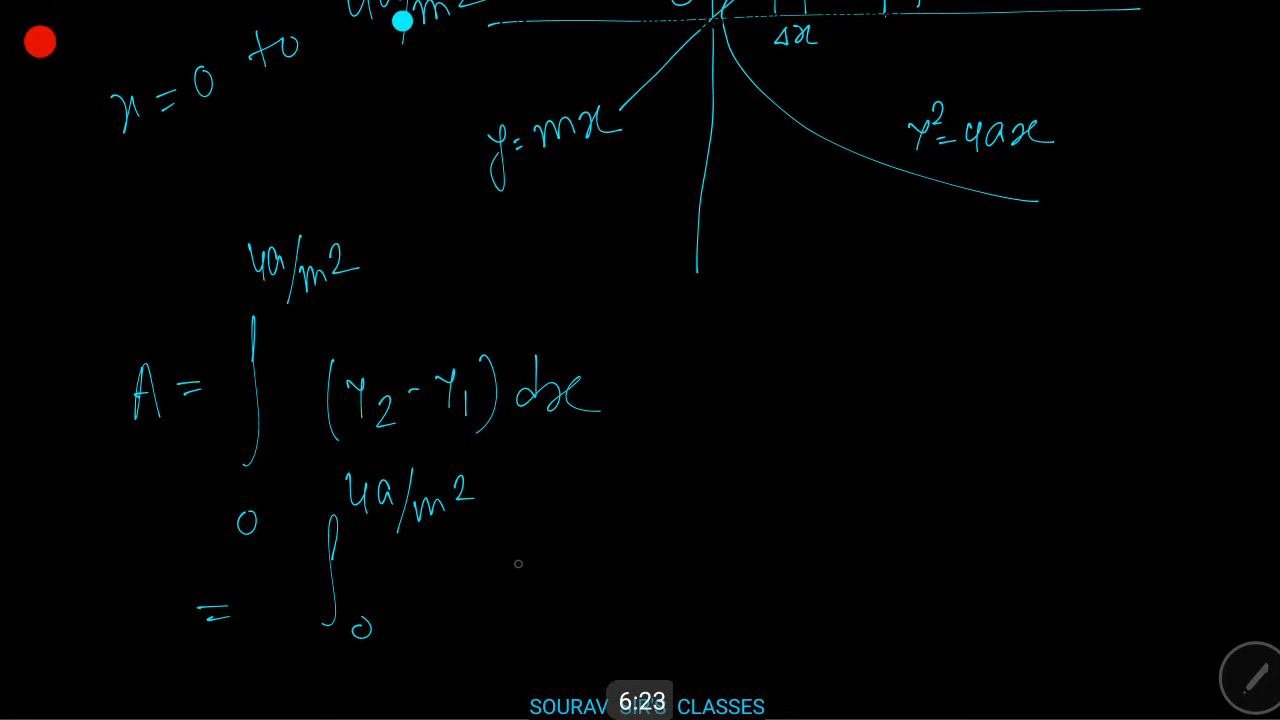 x=0 to 4a/m2
Δx
y=mx
Y²=4ax
4a/m2
A = ∫ (Y2 - Y1) dx
0
4a/m2
= ∫
0
6:23
SOURAV SIR'S CLASSES